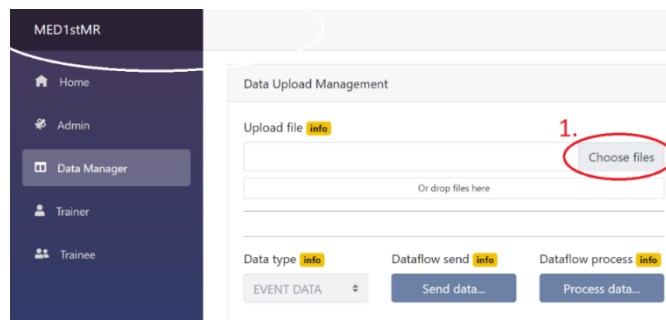 MED1stMR
Home
Admin
Data Manager
Trainer
Trainee
Data Upload Management
Upload file info
1.
Choose files
Or drop files here
Data type info Dataflow send info Dataflow process info
EVENT DATA Send data... Process data...